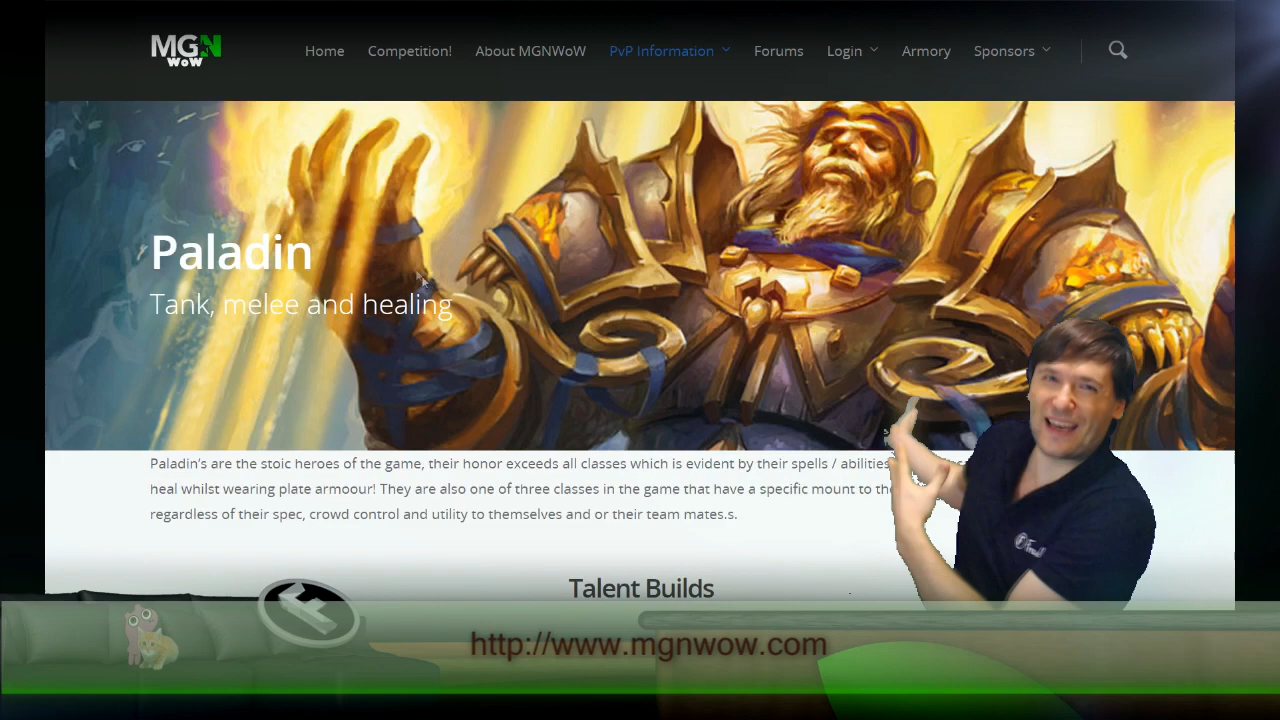 MGN
WoW
Home
Competition!
About MGNWoW
PvP Information
Forums
Login
Armory
Sponsors
Paladin
Tank, melee and healing
Paladin's are the stoic heroes of the game, their honor exceeds all classes which is evident by their spells / abilities
heal whilst wearing plate armoour! They are also one of three classes in the game that have a specific mount to the
regardless of their spec, crowd control and utility to themselves and or their team mates.s.
Talent Builds
http://www.mgnwow.com